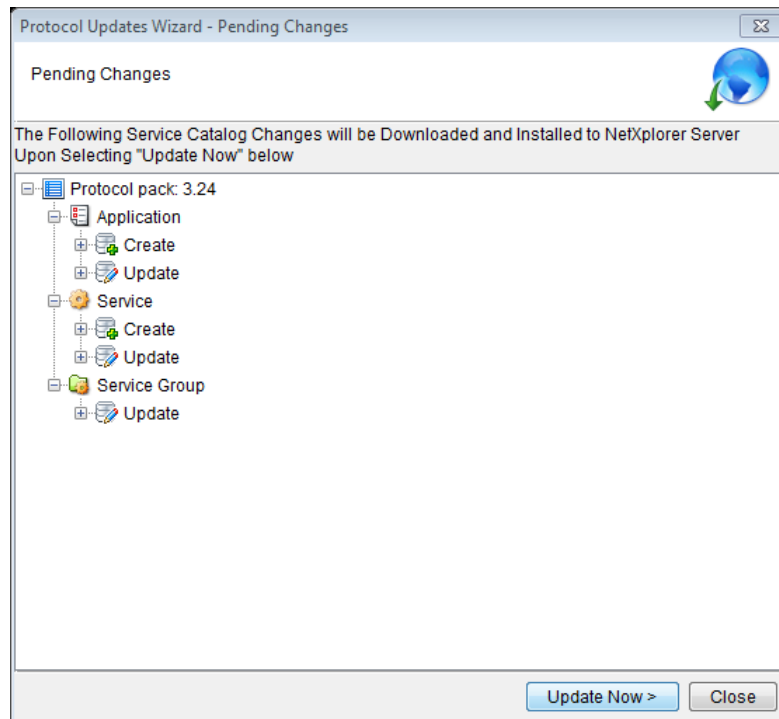 Protocol Updates Wizard - Pending Changes
Pending Changes
The Following Service Catalog Changes will be Downloaded and Installed to NetXplorer Server
Upon Selecting "Update Now" below
Protocol pack: 3.24
Application
Create
Update
Service
Create
Update
Service Group
Update
Update Now >
Close